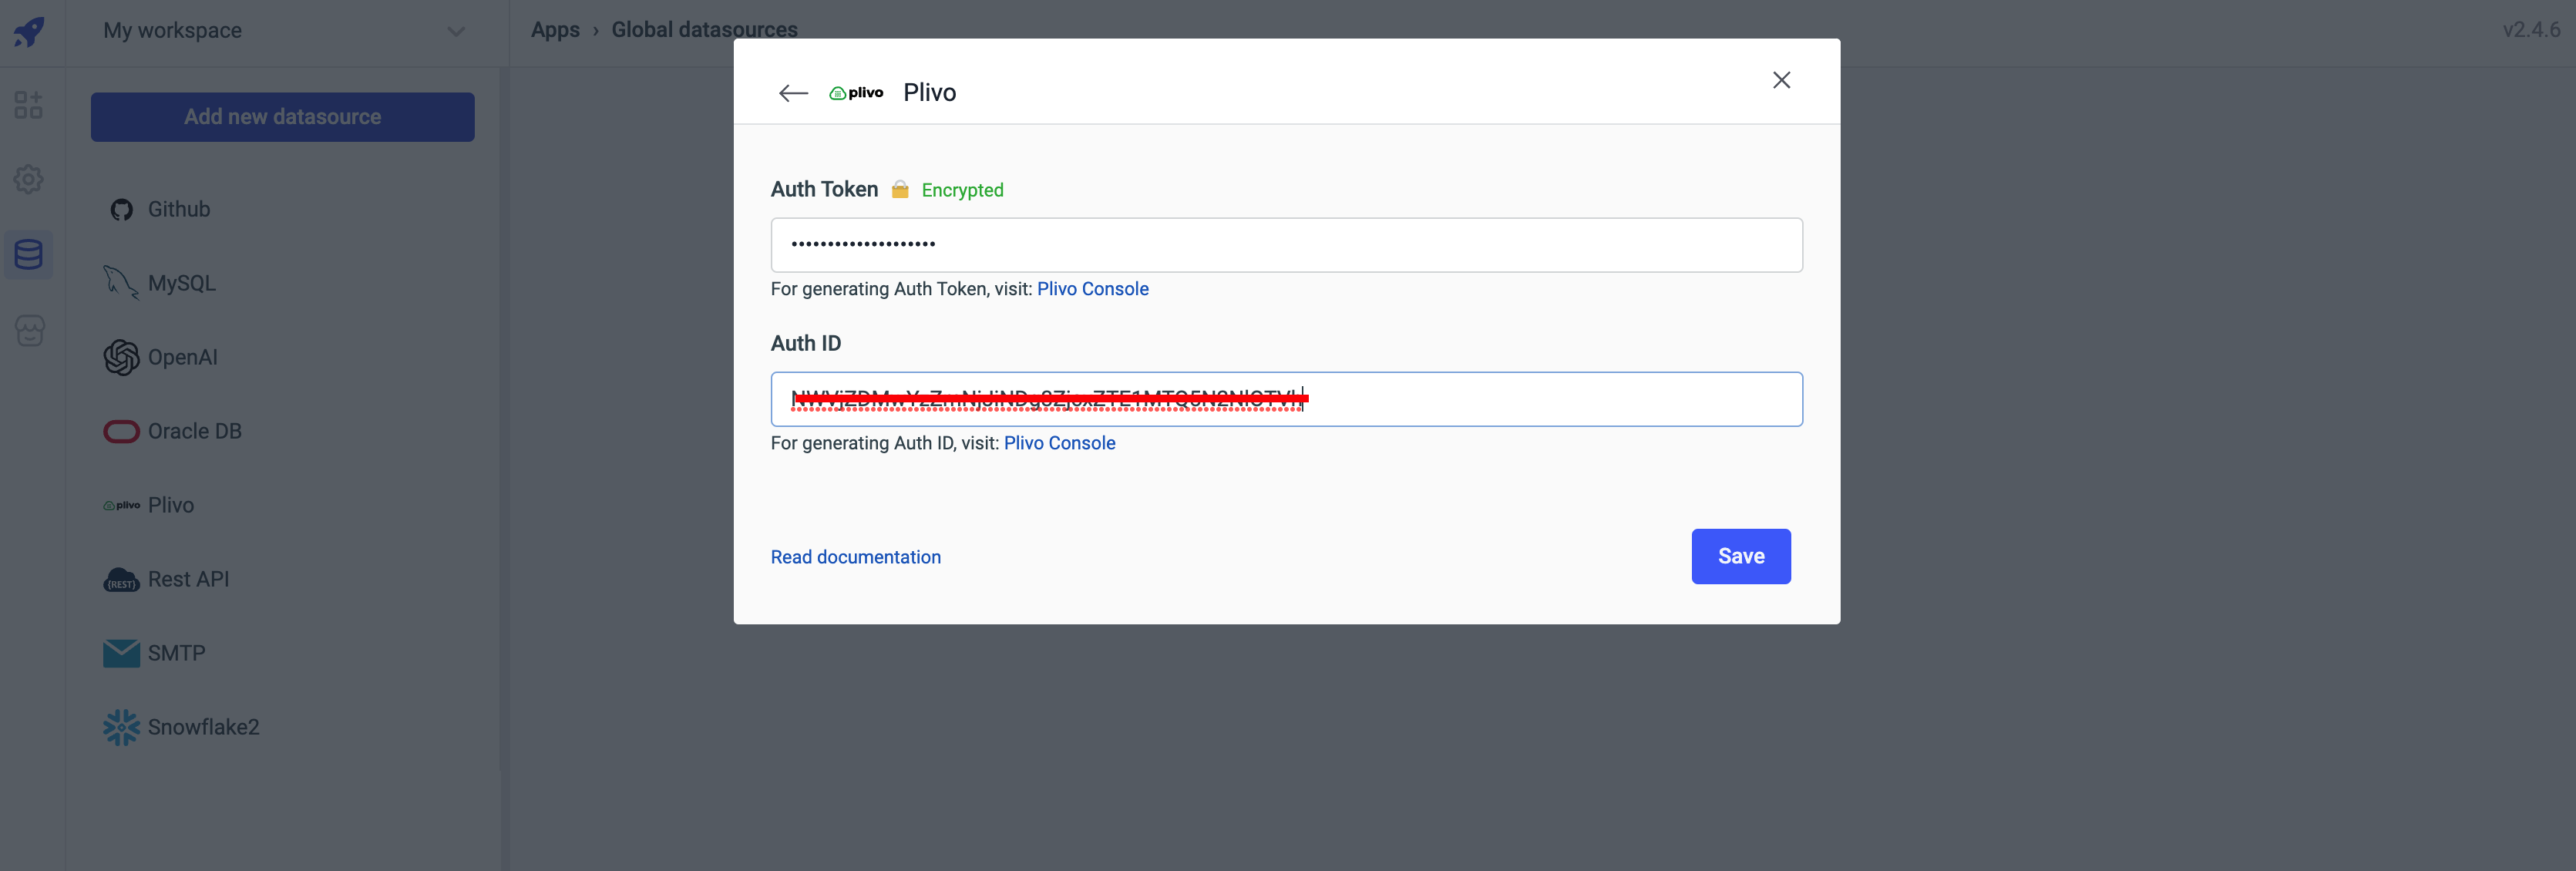 My workspace
Apps › Global datasources
v2.4.6
Add new datasource
Github
MySQL
OpenAI
Oracle DB
plivo Plivo
{REST} Rest API
SMTP
Snowflake2
plivo Plivo
Auth Token Encrypted
••••••••••••••••••••
For generating Auth Token, visit: Plivo Console
Auth ID
For generating Auth ID, visit: Plivo Console
Read documentation
Save